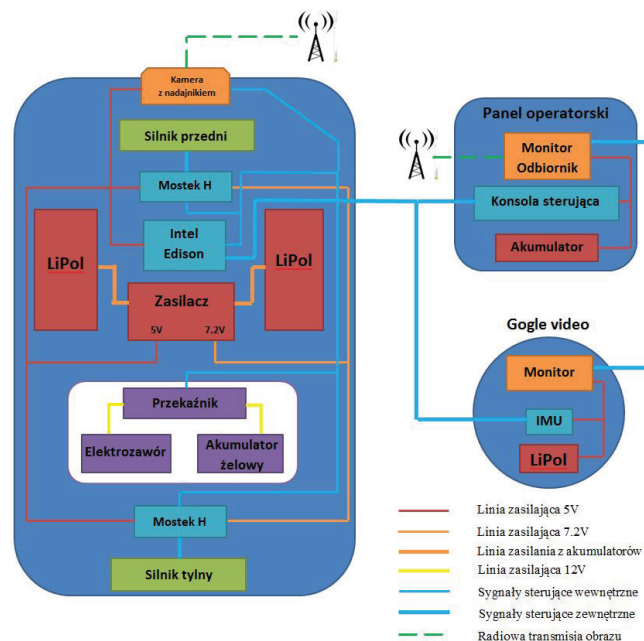 Kamera
z nadajnikiem
Silnik przedni
Mostek H
Intel
Edison
LiPol
LiPol
Zasilacz
5V 7.2V
Przekaźnik
Elektrozawór
Akumulator
żelowy
Mostek H
Silnik tylny
Panel operatorski
Monitor
Odbiornik
Konsola sterująca
Akumulator
Gogle video
Monitor
IMU
LiPol
Linia zasilająca 5V
Linia zasilająca 7.2V
Linia zasilania z akumulatorów
Linia zasilająca 12V
Sygnały sterujące wewnętrzne
Sygnały sterujące zewnętrzne
Radiowa transmisja obrazu